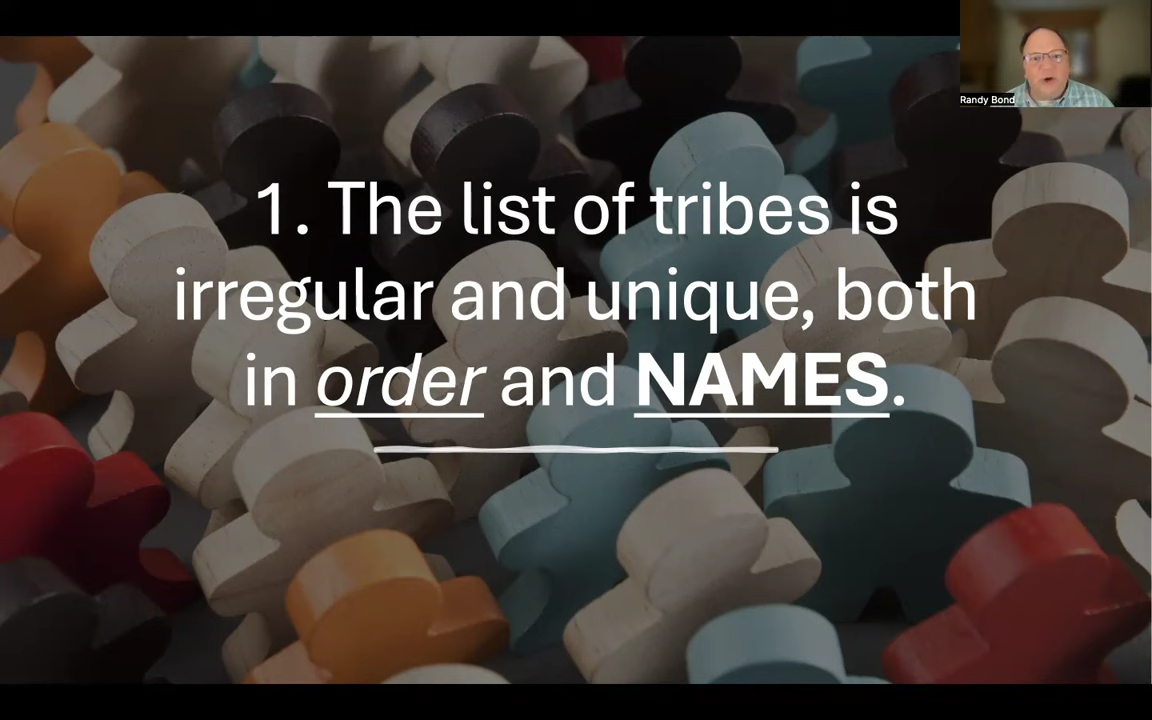 Randy Bond
1. The list of tribes is
irregular and unique, both
in order and NAMES.